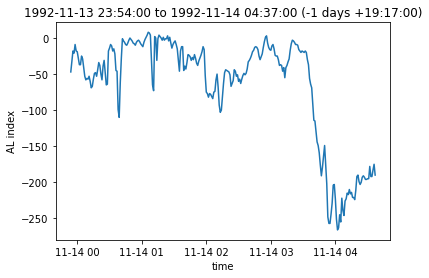 1992-11-13 23:54:00 to 1992-11-14 04:37:00 (-1 days +19:17:00)
0
−50
−100
−150
−200
−250
AL index
11-14 00 11-14 01 11-14 02 11-14 03 11-14 04
time